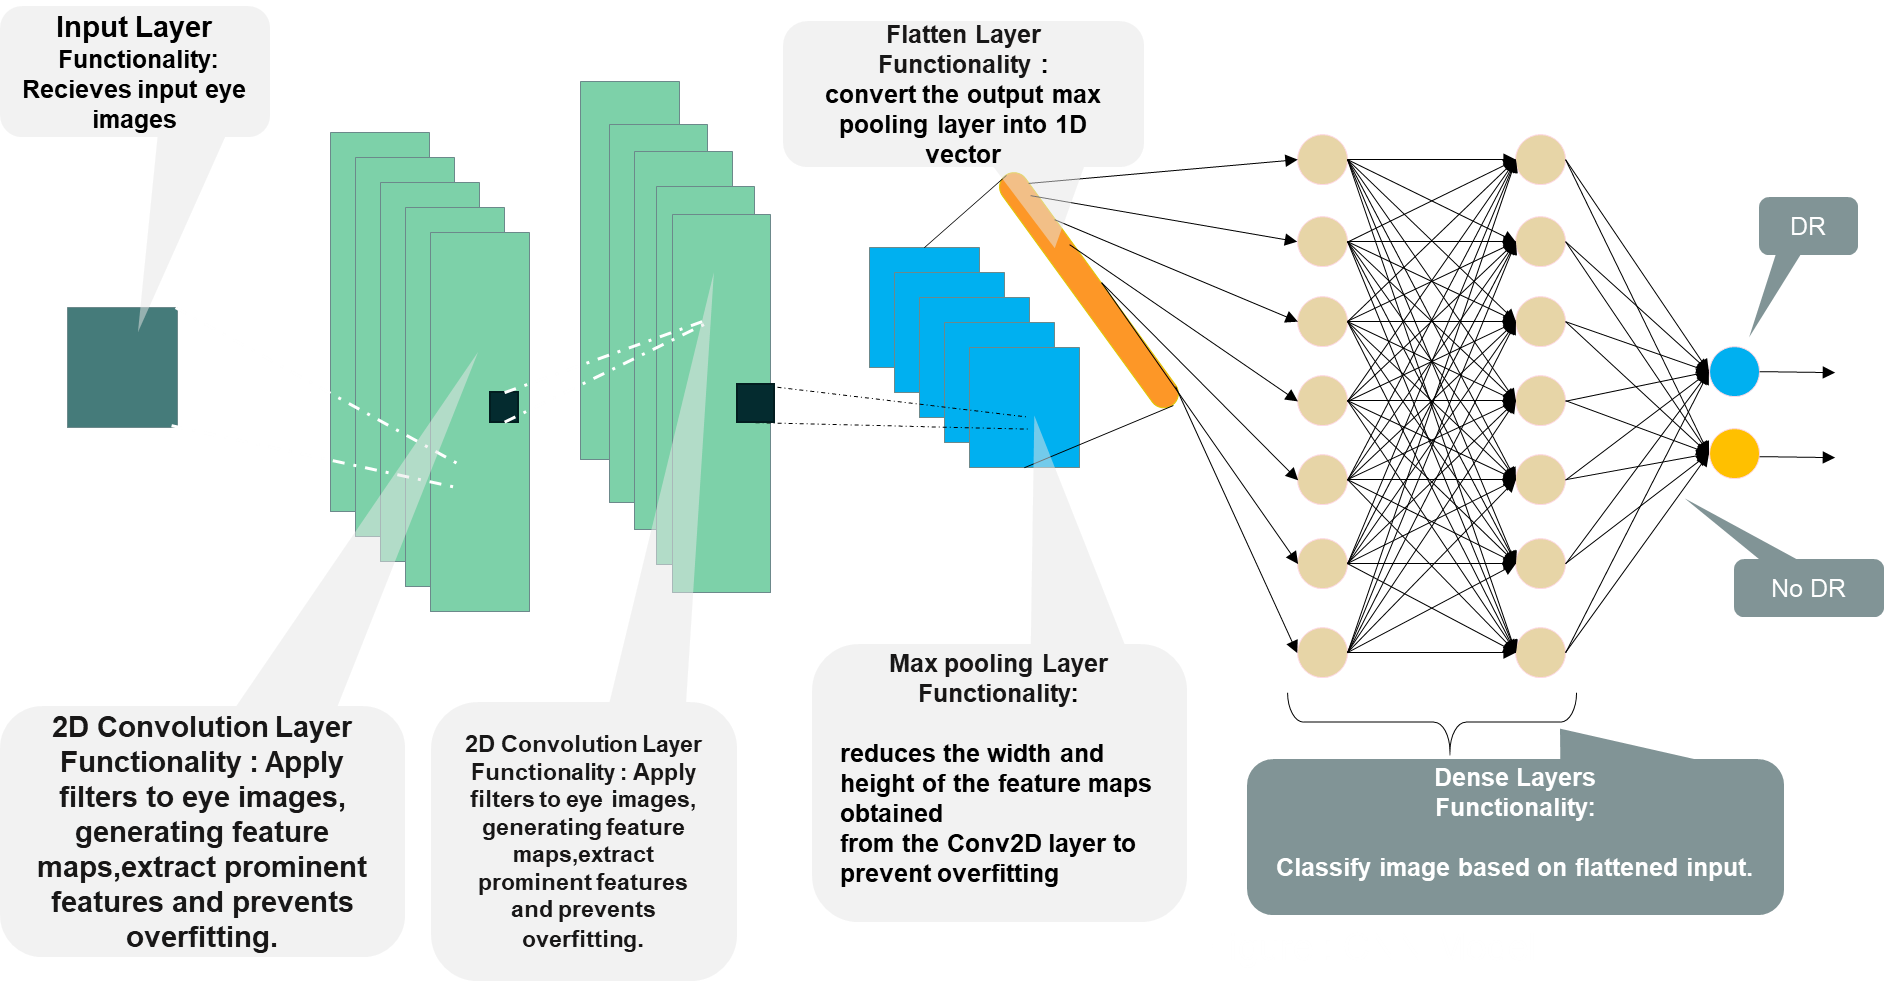 Input Layer
Functionality:
Recieves input eye
images
Flatten Layer
Functionality :
convert the output max
pooling layer into 1D
vector
DR
No DR
2D Convolution Layer
Functionality : Apply
filters to eye images,
generating feature
maps,extract prominent
features and prevents
overfitting.
2D Convolution Layer
Functionality : Apply
filters to eye images,
generating feature
maps,extract
prominent features
and prevents
overfitting.
Max pooling Layer
Functionality:
reduces the width and
height of the feature maps
obtained
from the Conv2D layer to
prevent overfitting
Dense Layers
Functionality:
Classify image based on flattened input.